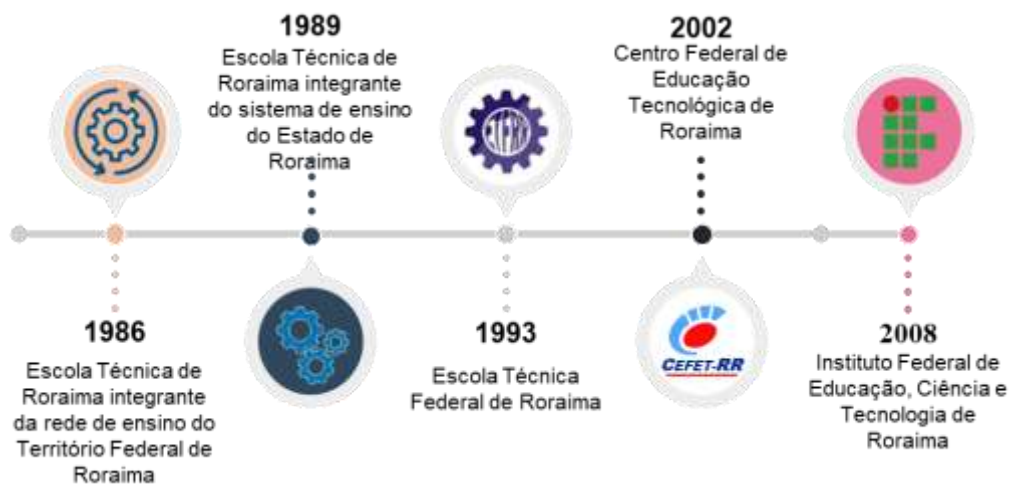 1989
Escola Técnica de
Roraima integrante
do sistema de ensino
do Estado de
Roraima
2002
Centro Federal de
Educação
Tecnológica de
Roraima
ETFRR
CEFET-RR
1986
Escola Técnica de
Roraima integrante
da rede de ensino do
Território Federal de
Roraima
1993
Escola Técnica
Federal de Roraima
2008
Instituto Federal de
Educação, Ciência e
Tecnologia de
Roraima